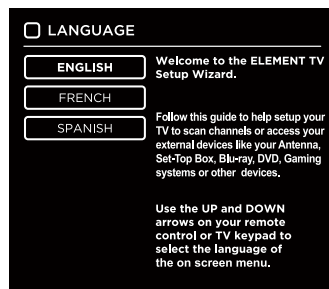 LANGUAGE
ENGLISH
FRENCH
SPANISH
Welcome to the ELEMENT TV
Setup Wizard.
Follow this guide to help setup your
TV to scan channels or access your
external devices like your Antenna,
Set-Top Box, Blu-ray, DVD, Gaming
systems or other devices.
Use the UP and DOWN
arrows on your remote
control or TV keypad to
select the language of
the on screen menu.